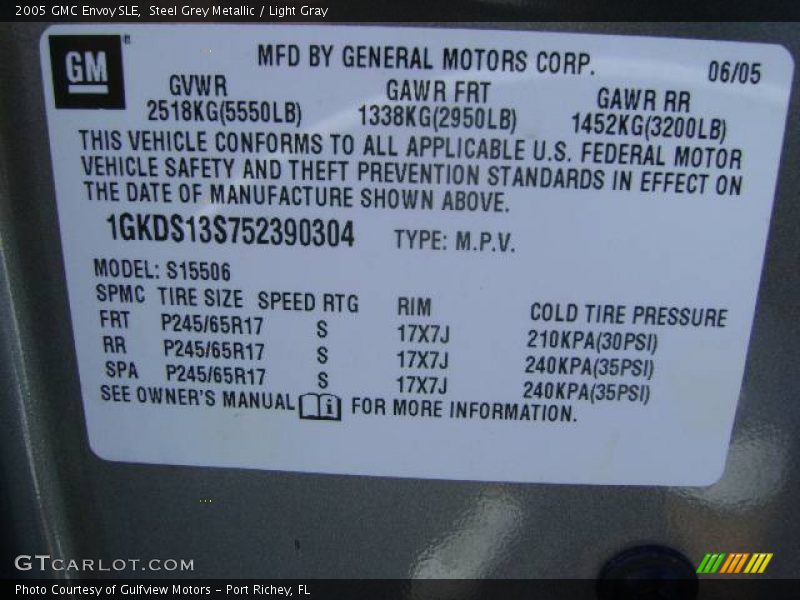 2005 GMC Envoy SLE, Steel Grey Metallic / Light Gray
GM ® MFD BY GENERAL MOTORS CORP. 06/05
GVWR GAWR FRT GAWR RR
2518KG(5550LB) 1338KG(2950LB) 1452KG(3200LB)
THIS VEHICLE CONFORMS TO ALL APPLICABLE U.S. FEDERAL MOTOR
VEHICLE SAFETY AND THEFT PREVENTION STANDARDS IN EFFECT ON
THE DATE OF MANUFACTURE SHOWN ABOVE.
1GKDS13S752390304 TYPE: M.P.V.
MODEL: S15506
SPMC TIRE SIZE SPEED RTG RIM COLD TIRE PRESSURE
FRT P245/65R17 S 17X7J 210KPA(30PSI)
RR P245/65R17 S 17X7J 240KPA(35PSI)
SPA P245/65R17 S 17X7J 240KPA(35PSI)
SEE OWNER'S MANUAL FOR MORE INFORMATION.
GTCARLOT.COM
Photo Courtesy of Gulfview Motors - Port Richey, FL